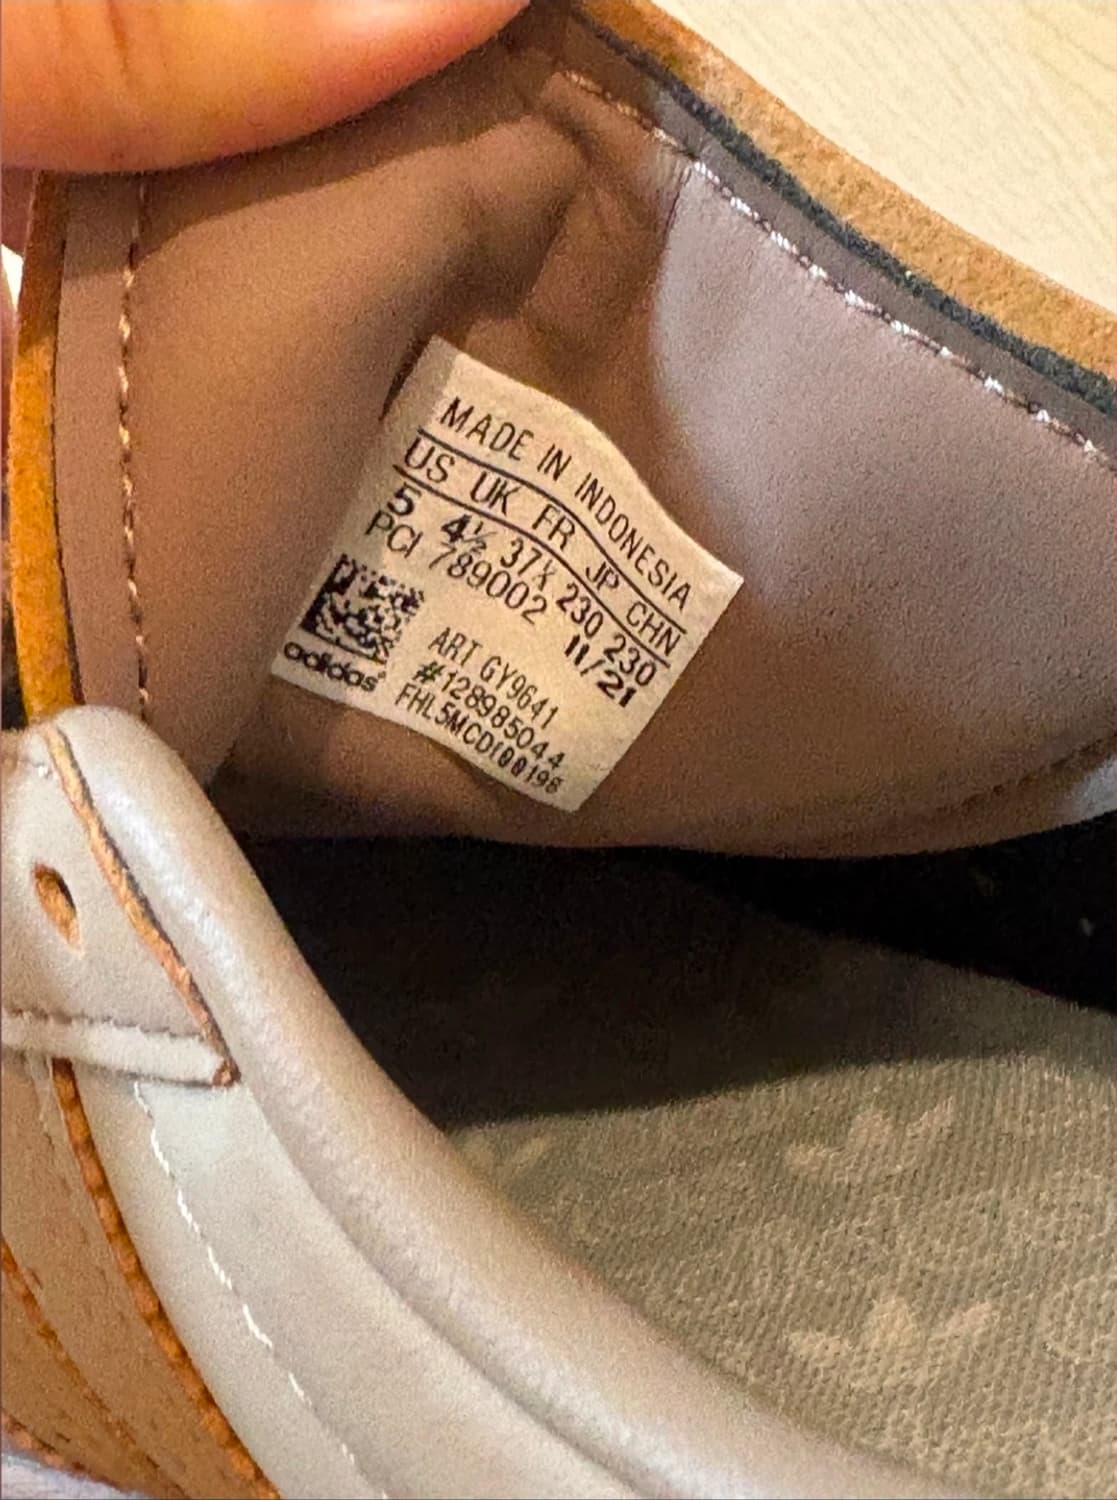 MADE IN INDONESIA
US UK FR JP CHN
5 4½ 37⅓ 230 230
PCI 789002 11/21
ART GY9641
#128985044
FHL5MCD100198
adidas